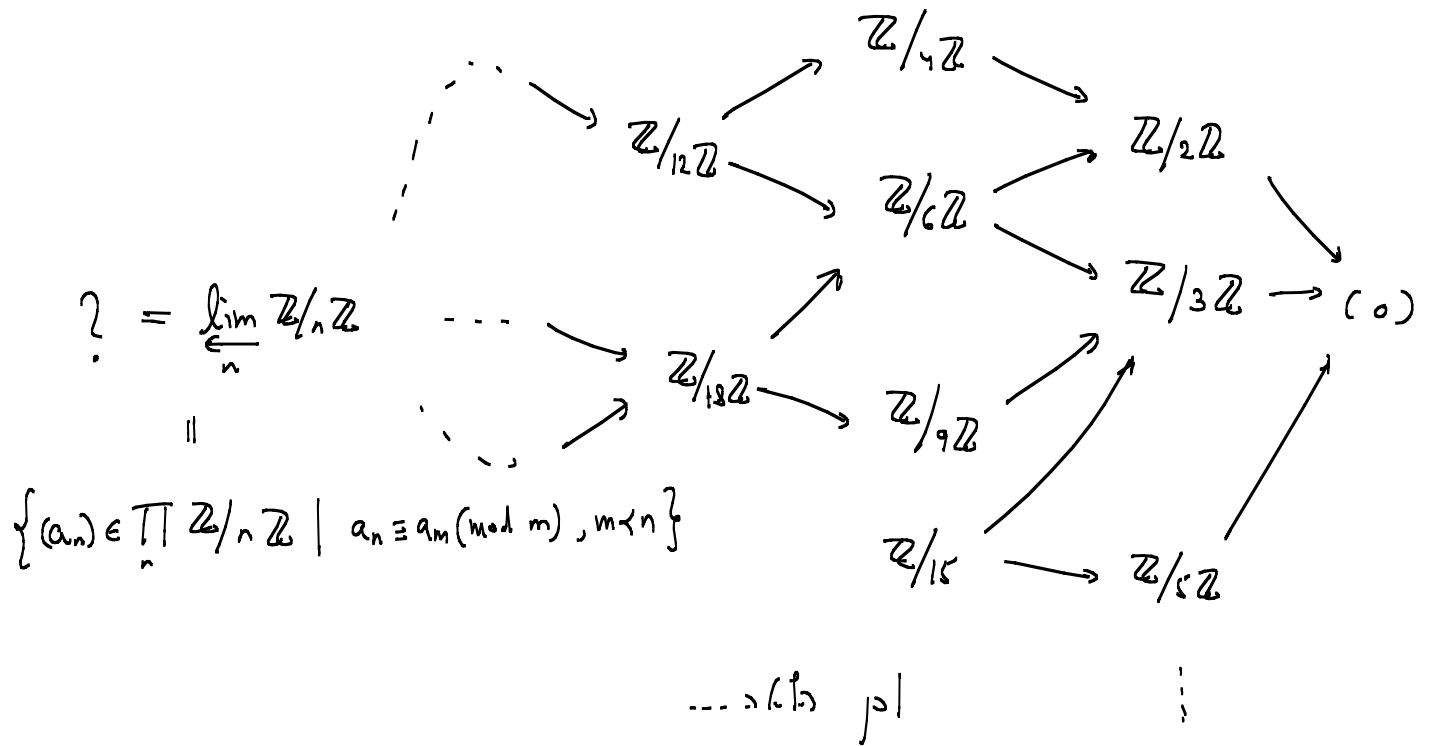 ℤ/4ℤ
ℤ/12ℤ ℤ/2ℤ
ℤ/6ℤ
? = lim ℤ/nℤ ℤ/3ℤ → (0)
← n
ℤ/18ℤ
|| ℤ/9ℤ
{(aₙ) ∈ ∏ ℤ/nℤ | aₙ ≡ aₘ (mod m), m≺n}
n
ℤ/15 → ℤ/5ℤ